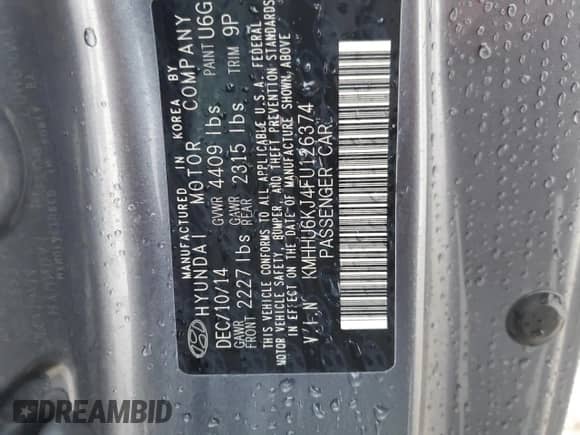 MANUFACTURED IN KOREA BY
HYUNDAI MOTOR COMPANY
DEC/10/14 GVWR 4409 lbs PAINT U6G
GAWR FRONT 2227 lbs GAWR REAR 2315 lbs TRIM 9P
THIS VEHICLE CONFORMS TO ALL APPLICABLE U.S.A. FEDERAL
MOTOR VEHICLE SAFETY, BUMPER, AND THEFT PREVENTION STANDARDS
IN EFFECT ON THE DATE OF MANUFACTURE SHOWN ABOVE
V.I.N KMHHU6KJ4FU126374
PASSENGER CAR
DREAMBID